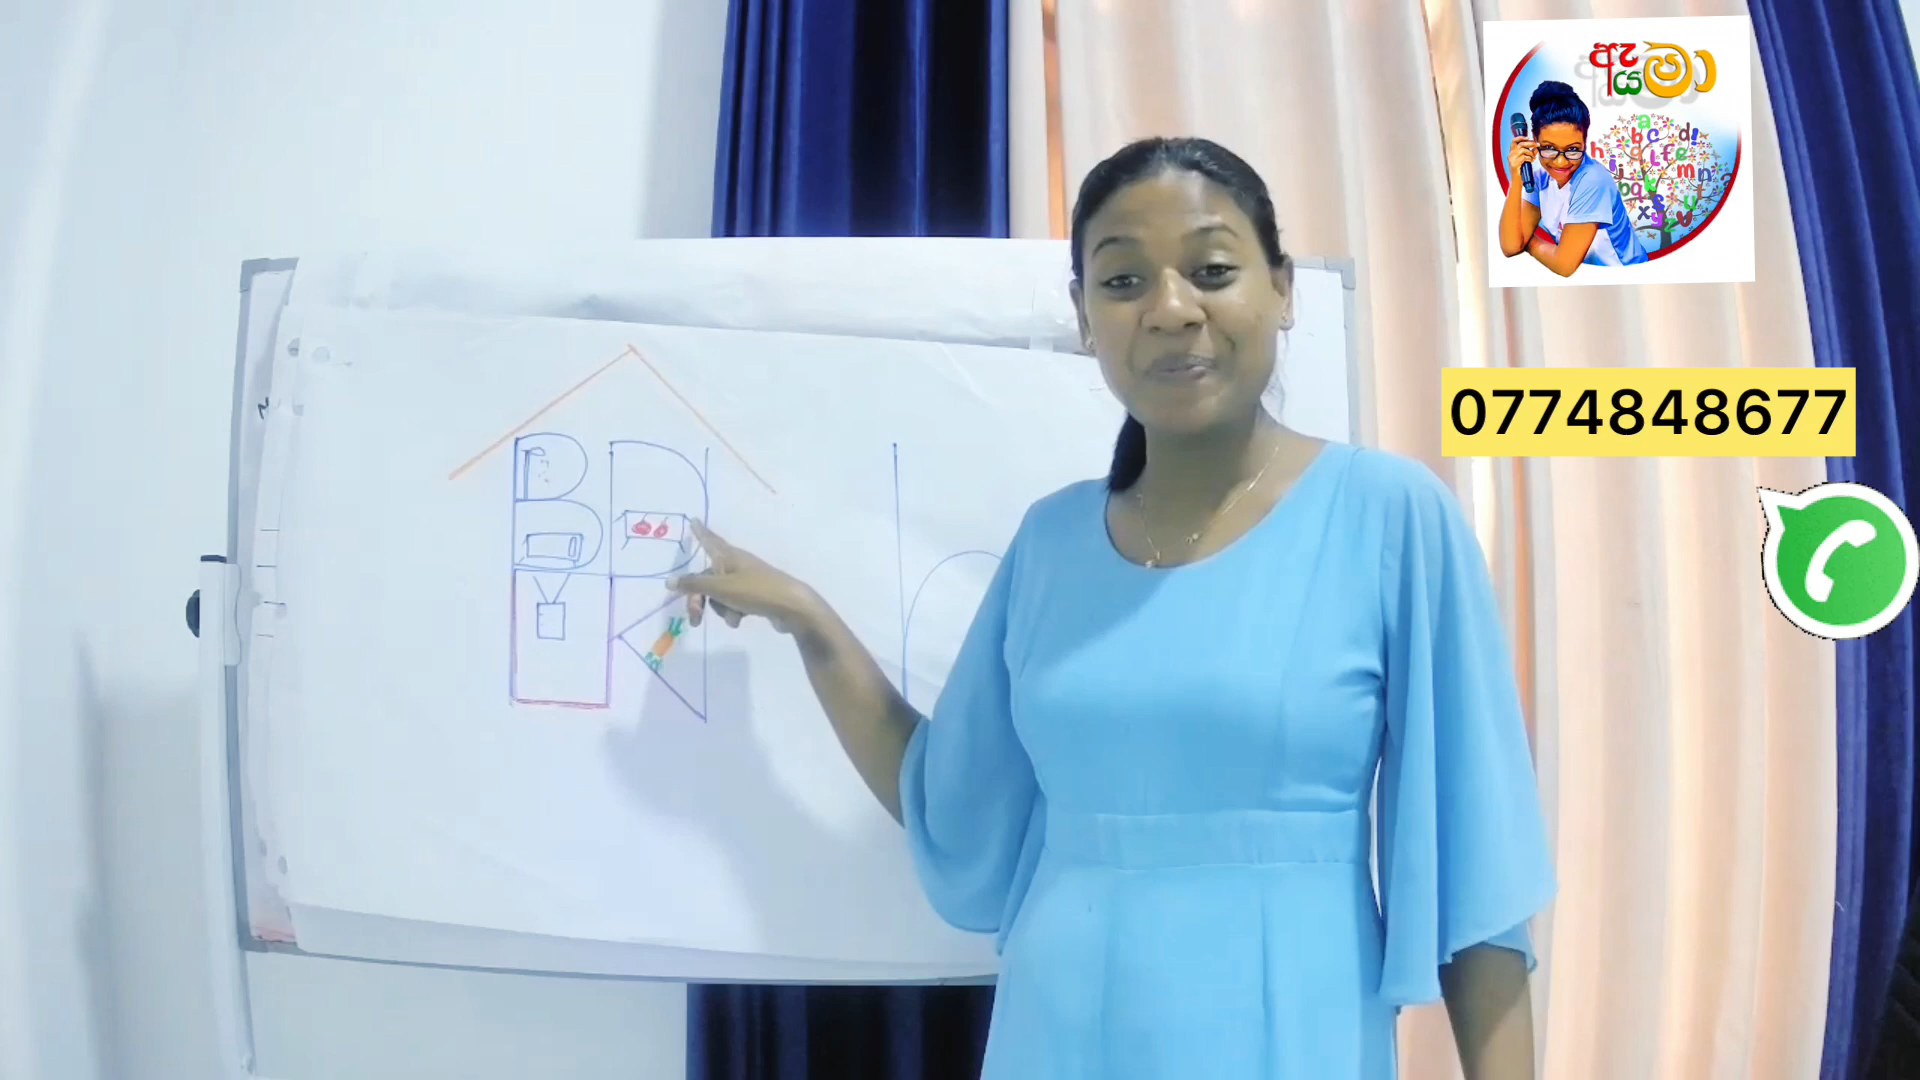 ඇයමා
a
b c d !
h d L f e
i j m n
b q k f
s y
x y z v
0774848677
B D
K
h